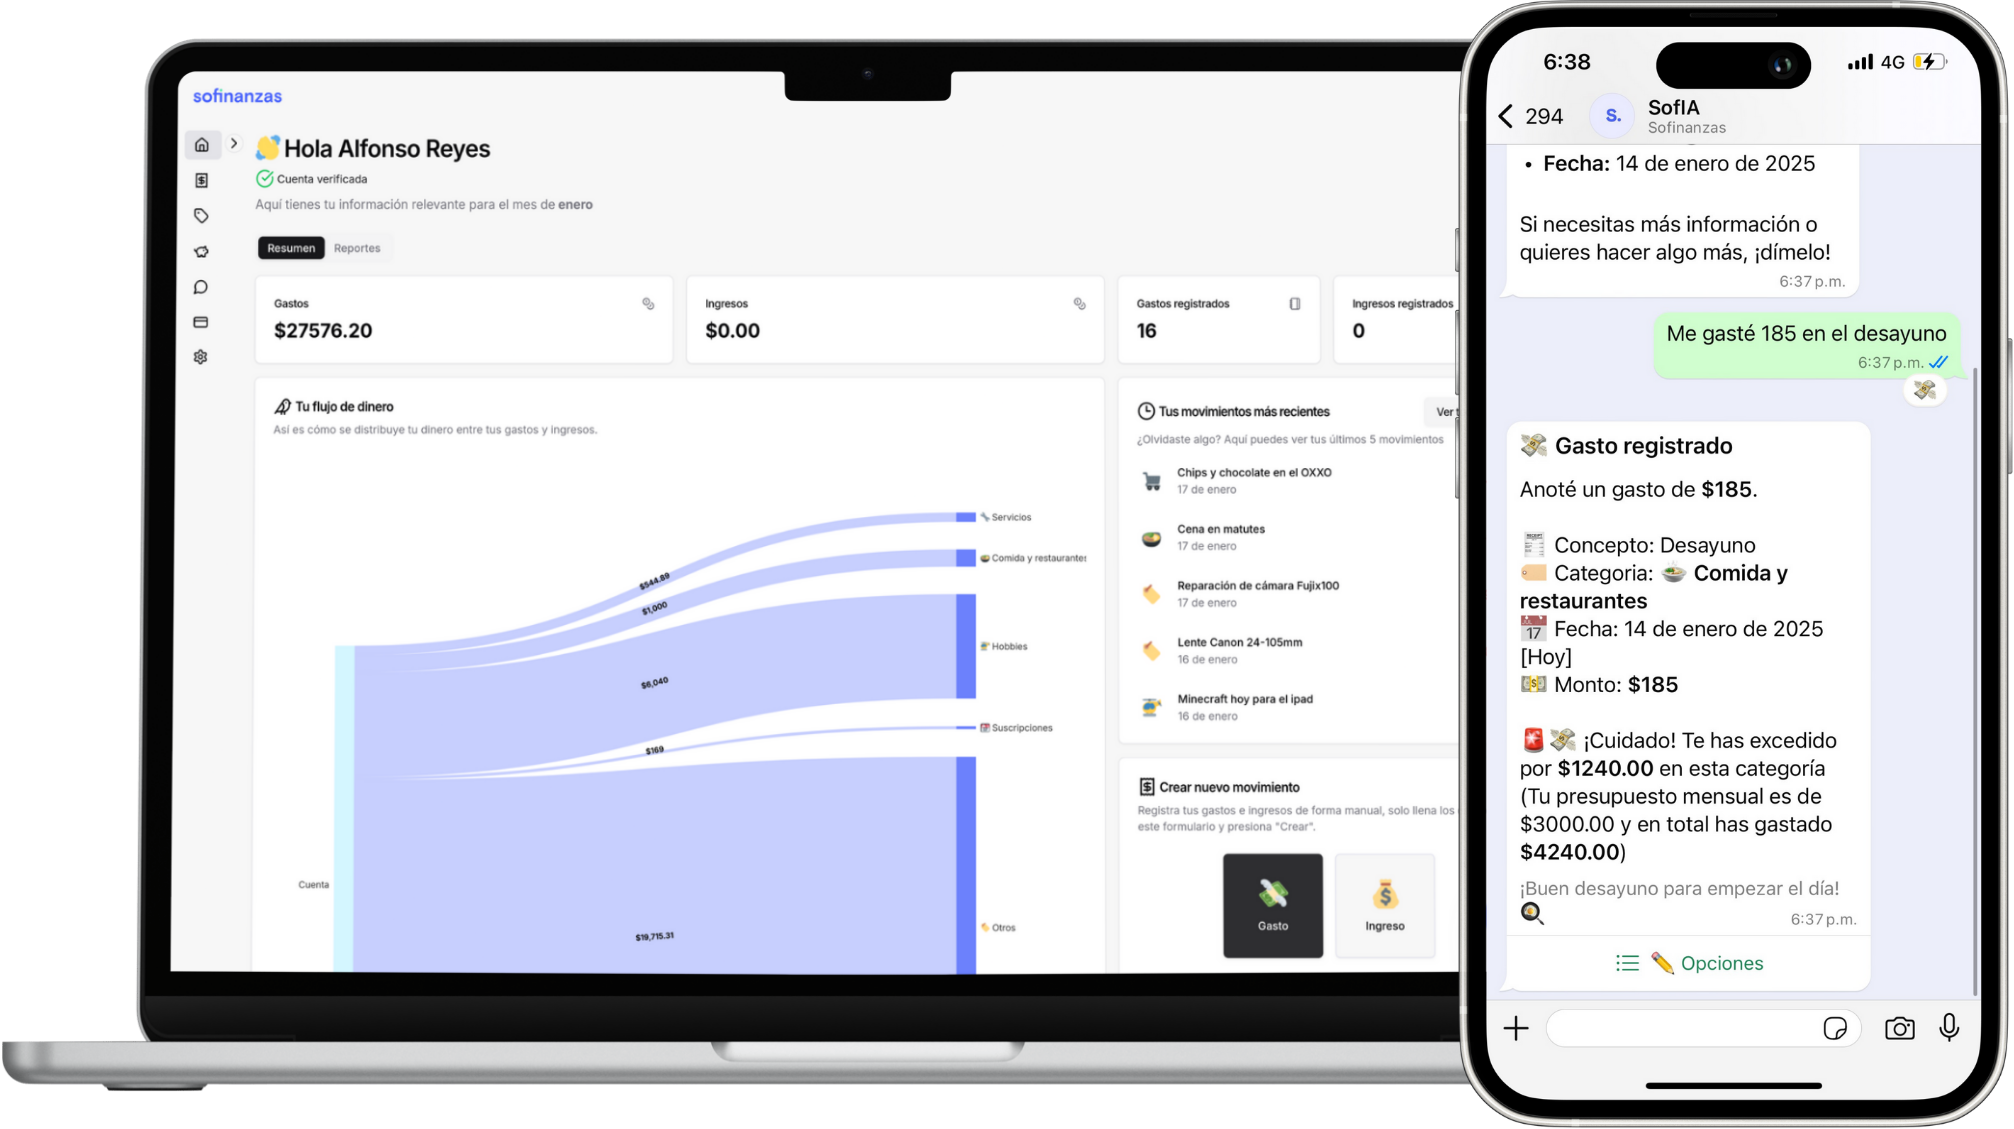 sofinanzas
Hola Alfonso Reyes
Cuenta verificada
Aquí tienes tu información relevante para el mes de enero
Resumen
Reportes
Gastos
$27576.20
Ingresos
$0.00
Gastos registrados
16
Ingresos registrados
0
Tu flujo de dinero
Así es cómo se distribuye tu dinero entre tus gastos y ingresos.
Servicios
Comida y restaurantes
Hobbies
Suscripciones
Otros
$544.89
$1,000
$6,040
$169
$19,715.31
Cuenta
Tus movimientos más recientes
Ver
¿Olvidaste algo? Aquí puedes ver tus últimos 5 movimientos
Chips y chocolate en el OXXO
17 de enero
Cena en matutes
17 de enero
Reparación de cámara Fujix100
17 de enero
Lente Canon 24-105mm
16 de enero
Minecraft hoy para el ipad
16 de enero
Crear nuevo movimiento
Registra tus gastos e ingresos de forma manual, solo llena los
este formulario y presiona "Crear".
Gasto
Ingreso
6:38
4G
294
S.
SofIA
Sofinanzas
• Fecha: 14 de enero de 2025
Si necesitas más información o
quieres hacer algo más, ¡dímelo!
6:37 p.m.
Me gasté 185 en el desayuno
6:37 p.m.
Gasto registrado
Anoté un gasto de $185.
Concepto: Desayuno
Categoria: Comida y
restaurantes
17 Fecha: 14 de enero de 2025
[Hoy]
Monto: $185
¡Cuidado! Te has excedido
por $1240.00 en esta categoría
(Tu presupuesto mensual es de
$3000.00 y en total has gastado
$4240.00)
¡Buen desayuno para empezar el día!
6:37 p.m.
Opciones